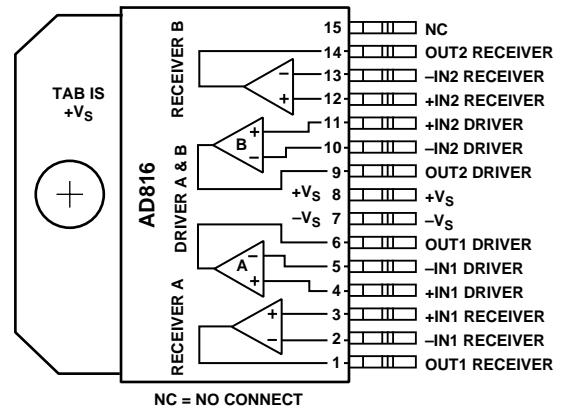 TAB IS
+VS
AD816
RECEIVER B
DRIVER A & B
RECEIVER A
15 NC
14 OUT2 RECEIVER
– 13 –IN2 RECEIVER
+ 12 +IN2 RECEIVER
+ 11 +IN2 DRIVER
B
– 10 –IN2 DRIVER
9 OUT2 DRIVER
+VS 8 +VS
–VS 7 –VS
6 OUT1 DRIVER
– 5 –IN1 DRIVER
A
+ 4 +IN1 DRIVER
+ 3 +IN1 RECEIVER
– 2 –IN1 RECEIVER
1 OUT1 RECEIVER
NC = NO CONNECT